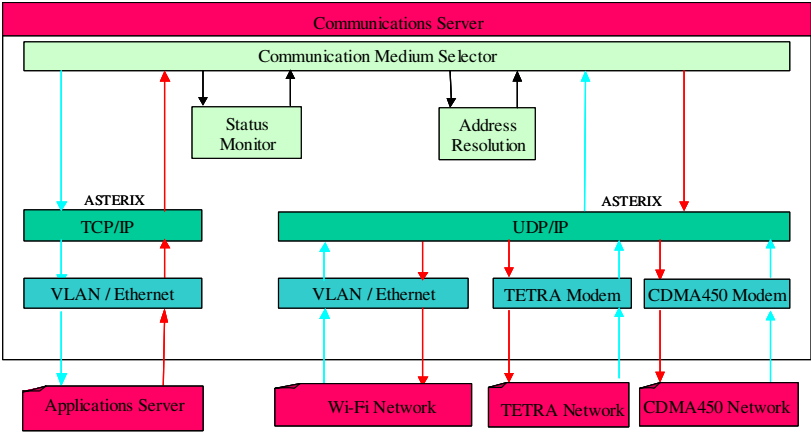 Communications Server
Communication Medium Selector
Status
Monitor
Address
Resolution
ASTERIX
ASTERIX
TCP/IP
UDP/IP
VLAN / Ethernet
VLAN / Ethernet
TETRA Modem
CDMA450 Modem
Applications Server
Wi-Fi Network
TETRA Network
CDMA450 Network